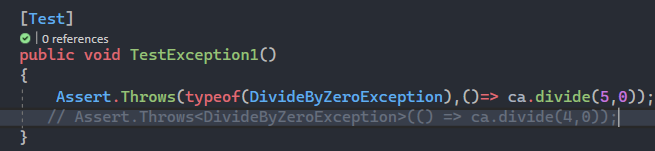 [Test]
| 0 references
public void TestException1()
{
Assert.Throws(typeof(DivideByZeroException),()=> ca.divide(5,0));
// Assert.Throws<DivideByZeroException>(() => ca.divide(4,0));
}